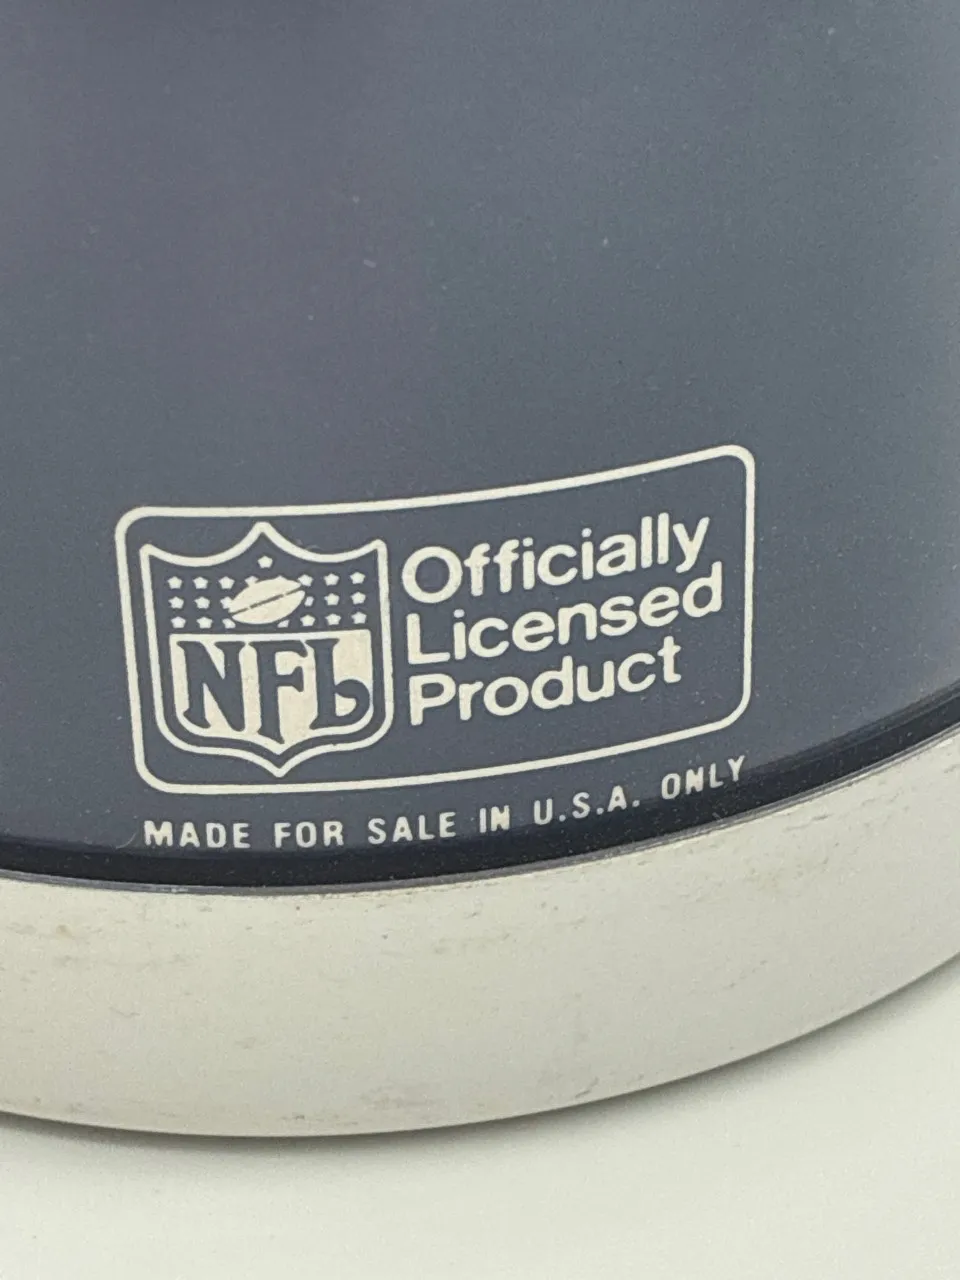 NFL
Officially
Licensed
Product
MADE FOR SALE IN U.S.A. ONLY